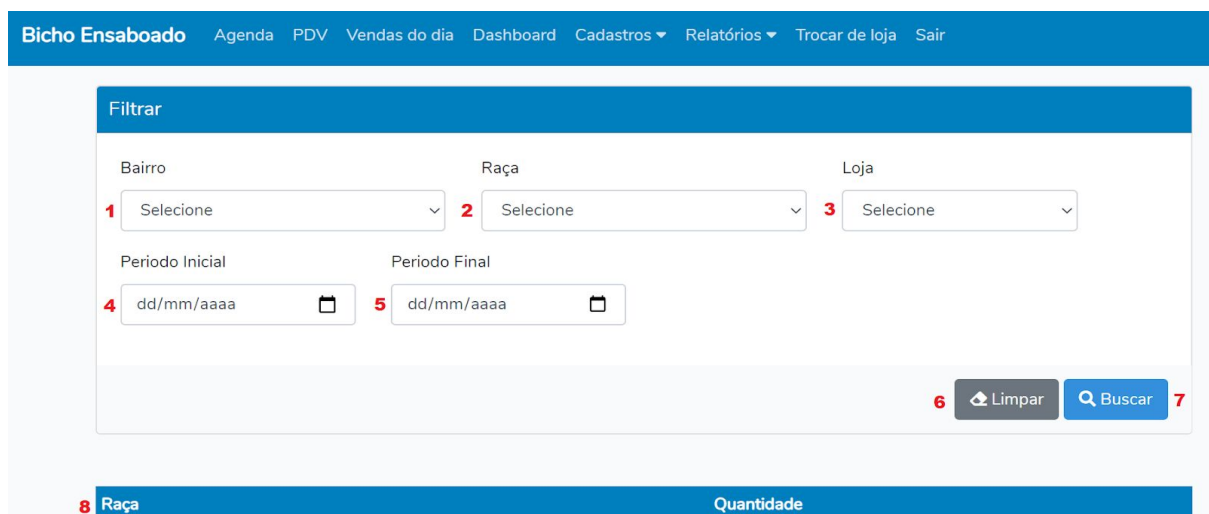 Bicho Ensaboado Agenda PDV Vendas do dia Dashboard Cadastros Relatórios Trocar de loja Sair
Filtrar
Bairro Raça Loja
1 Selecione 2 Selecione 3 Selecione
Periodo Inicial Periodo Final
4 dd/mm/aaaa 5 dd/mm/aaaa
6 Limpar Buscar 7
8 Raça Quantidade